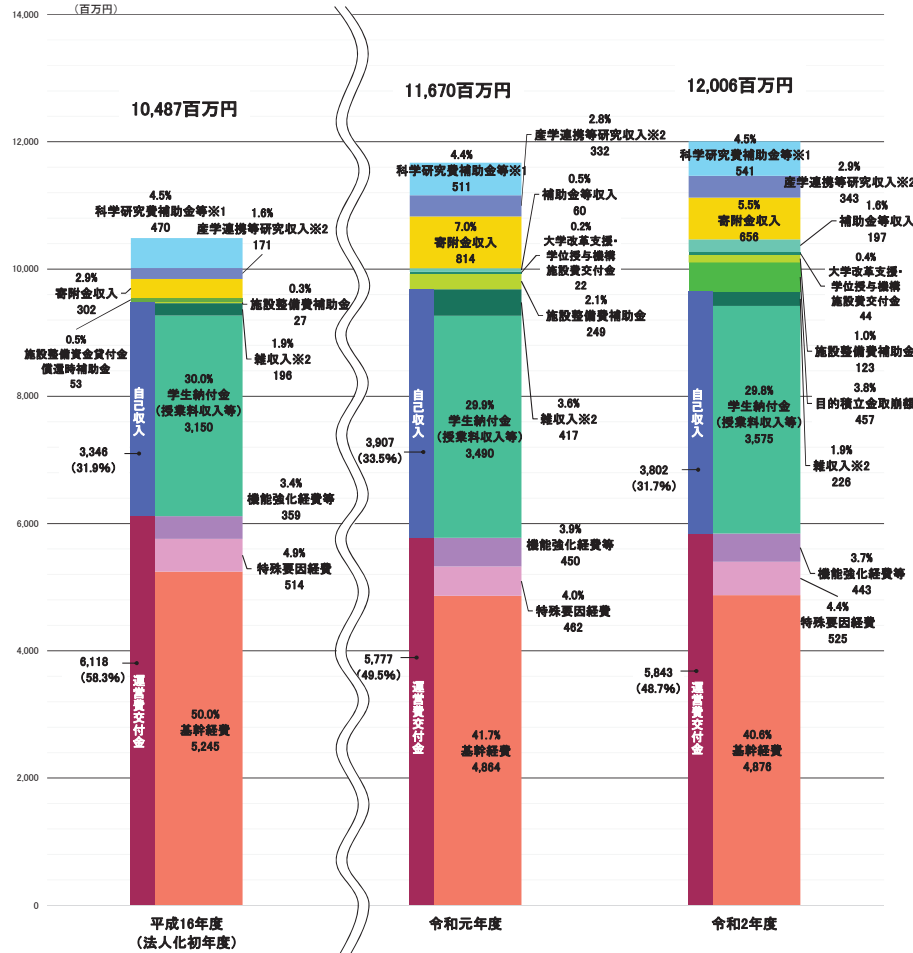 （百万円）
14,000
12,000
10,000
8,000
6,000
4,000
2,000
0
10,487百万円
4.5%
科学研究費補助金等※1
470
1.6%
産学連携等研究収入※2
171
2.9%
寄附金収入
302
0.3%
施設整備費補助金
27
0.5%
施設整備資金貸付金
償還時補助金
53
1.9%
雑収入※2
196
30.0%
学生納付金
（授業料収入等）
3,150
自己収入
3,346
(31.9%)
3.4%
機能強化経費等
359
4.9%
特殊要因経費
514
6,118
(58.3%)
運営費交付金
50.0%
基幹経費
5,245
平成16年度
（法人化初年度）
11,670百万円
2.8%
産学連携等研究収入※2
332
4.4%
科学研究費補助金等※1
511
0.5%
補助金等収入
60
7.0%
寄附金収入
814
0.2%
大学改革支援・
学位授与機構
施設費交付金
22
2.1%
施設整備費補助金
249
3.6%
雑収入※2
417
29.9%
学生納付金
（授業料収入等）
3,490
自己収入
3,907
(33.5%)
3.9%
機能強化経費等
450
4.0%
特殊要因経費
462
5,777
(49.5%)
運営費交付金
41.7%
基幹経費
4,864
令和元年度
12,006百万円
4.5%
科学研究費補助金等※1
541
2.9%
産学連携等研究収入※2
343
5.5%
寄附金収入
656
1.6%
補助金等収入
197
0.4%
大学改革支援・
学位授与機構
施設費交付金
44
1.0%
施設整備費補助金
123
3.8%
目的積立金取崩額
457
1.9%
雑収入※2
226
29.8%
学生納付金
（授業料収入等）
3,575
自己収入
3,802
(31.7%)
3.7%
機能強化経費等
443
4.4%
特殊要因経費
525
5,843
(48.7%)
運営費交付金
40.6%
基幹経費
4,876
令和2年度